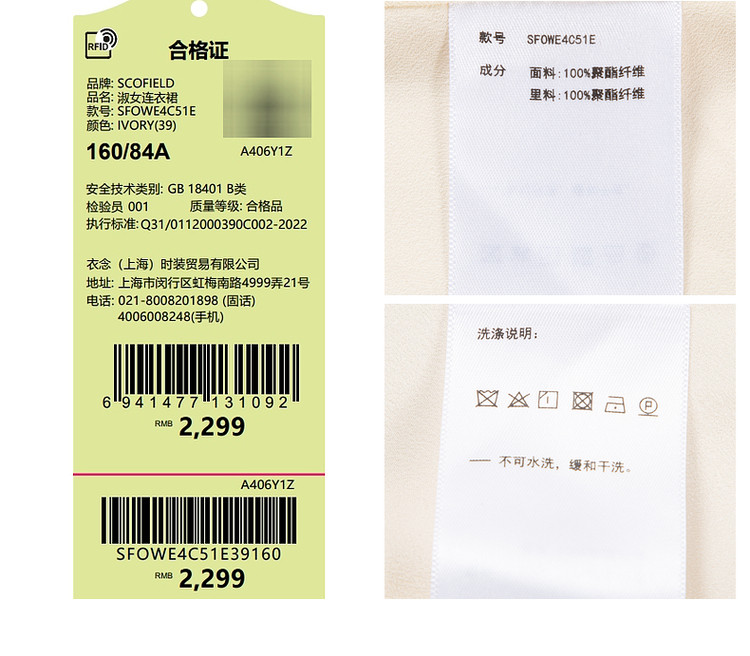 RFID
合格证
品牌: SCOFIELD
品名: 淑女连衣裙
款号: SFOWE4C51E
颜色: IVORY(39)
160/84A
A406Y1Z
安全技术类别: GB 18401 B类
检验员 001 质量等级: 合格品
执行标准:Q31/0112000390C002-2022
衣念（上海）时装贸易有限公司
地址: 上海市闵行区虹梅南路4999弄21号
电话: 021-8008201898 (固话)
4006008248(手机)
6 941477 131092
RMB 2,299
A406Y1Z
SFOWE4C51E39160
RMB 2,299
款号 SFOWE4C51E
成分 面料:100%聚酯纤维
里料:100%聚酯纤维
洗涤说明:
P
—— 不可水洗，缓和干洗。